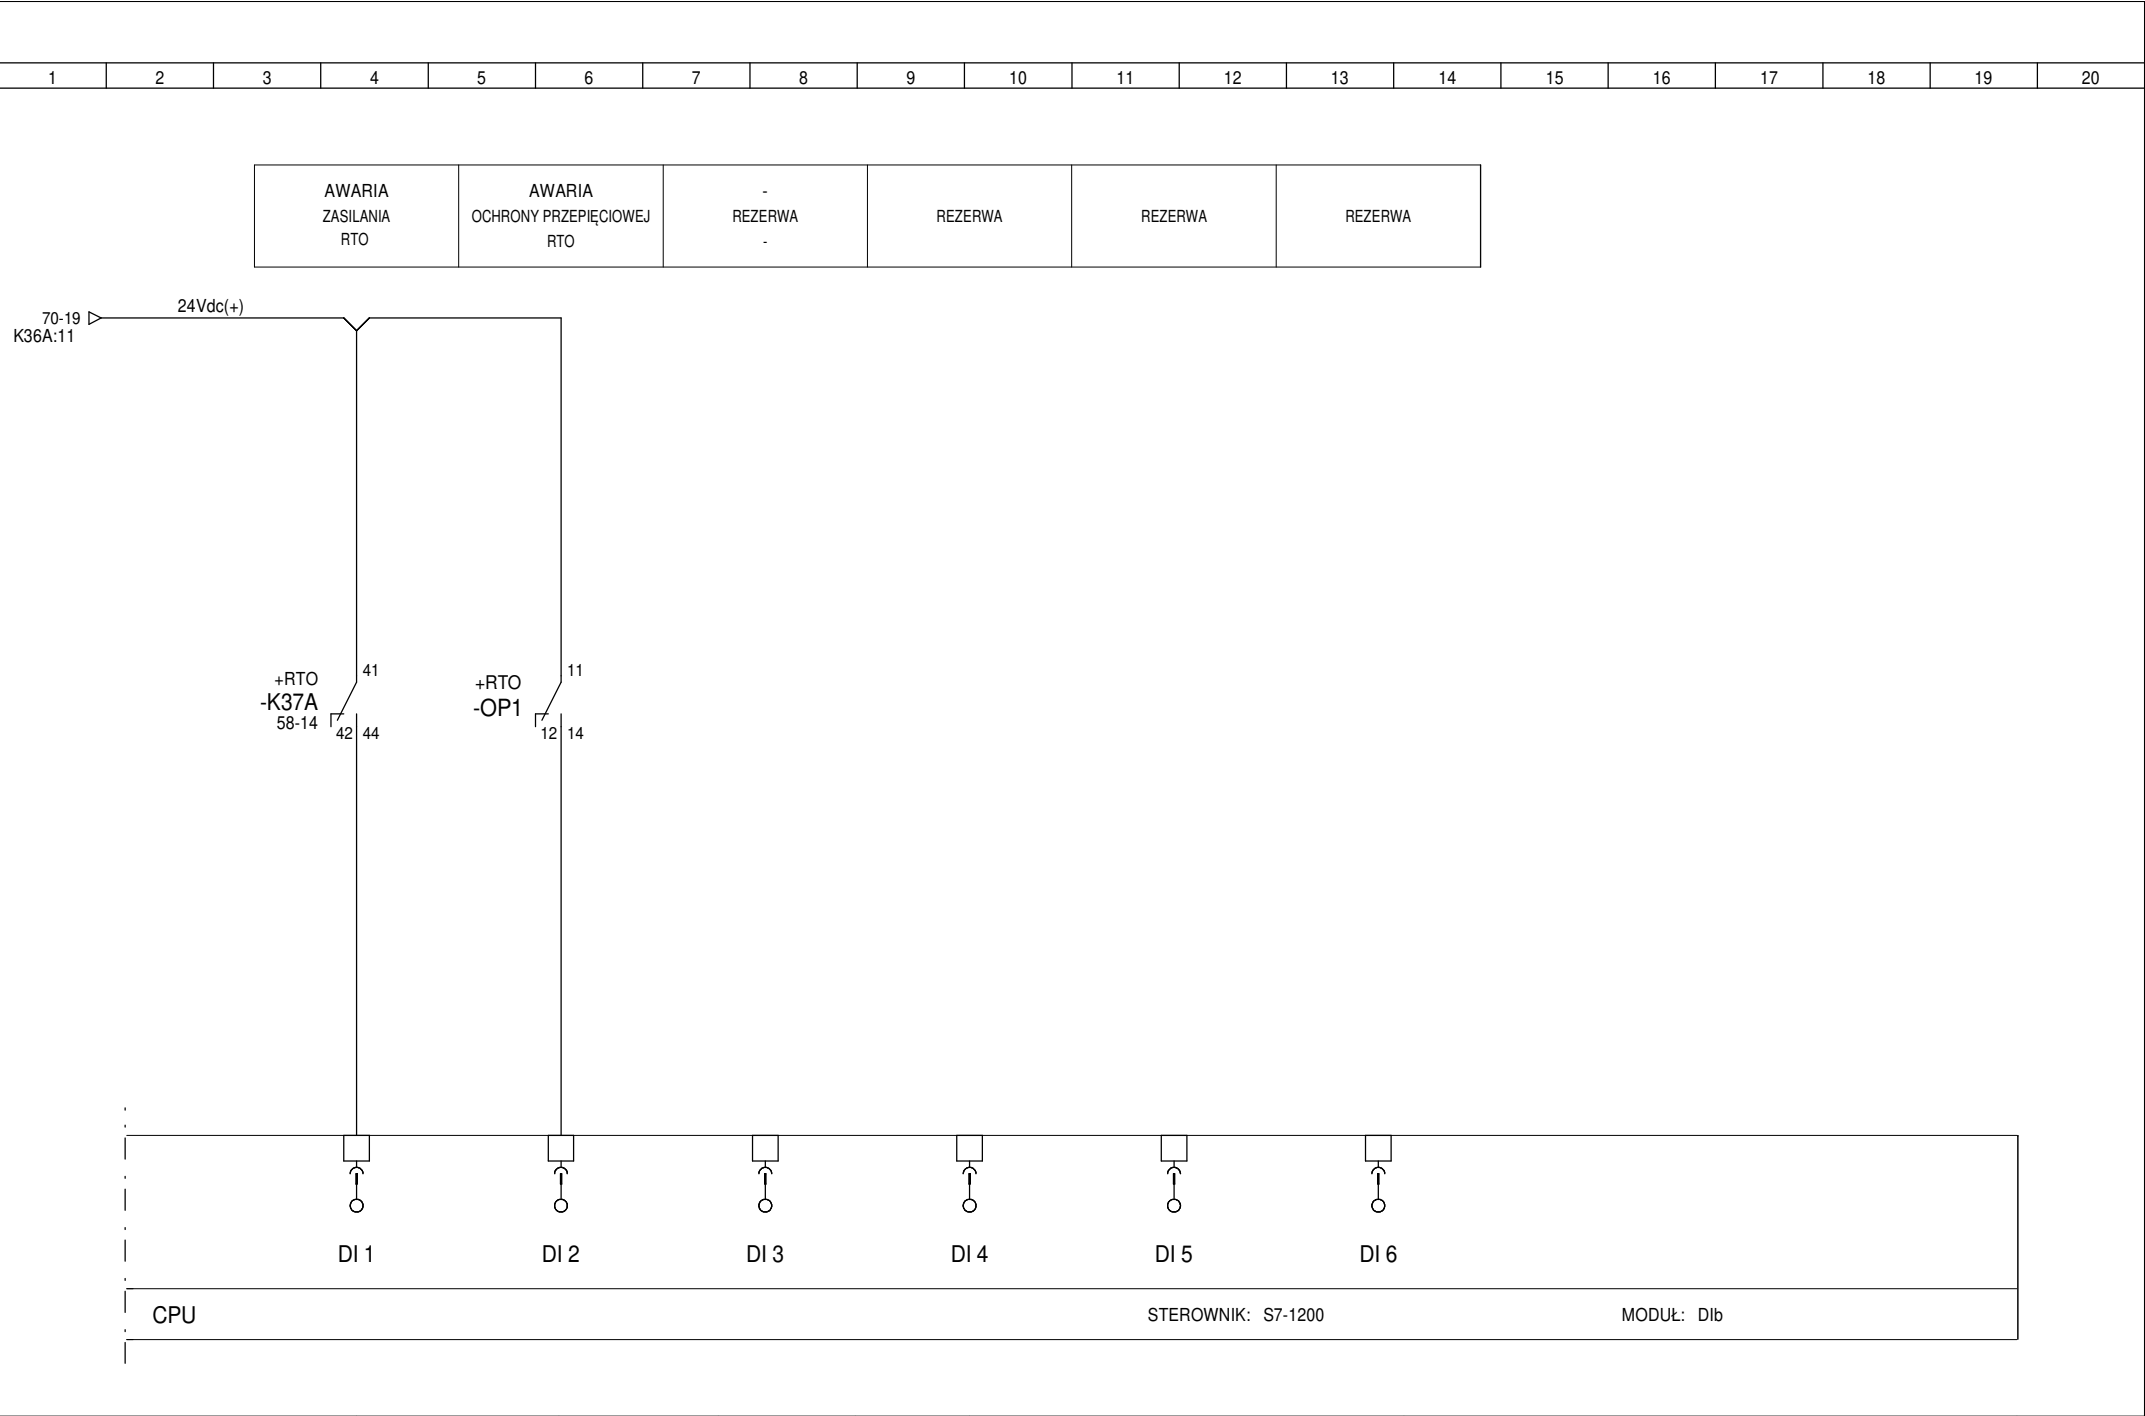 1 2 3 4 5 6 7 8 9 10 11 12 13 14 15 16 17 18 19 20
AWARIA
ZASILANIA
RTO
AWARIA
OCHRONY PRZEPIĘCIOWEJ
RTO
-
REZERWA
-
REZERWA
REZERWA
REZERWA
24Vdc(+)
70-19
K36A:11
+RTO
-K37A
58-14
41
42 44
+RTO
-OP1
11
12 14
DI 1
DI 2
DI 3
DI 4
DI 5
DI 6
CPU
STEROWNIK: S7-1200
MODUŁ: DIb